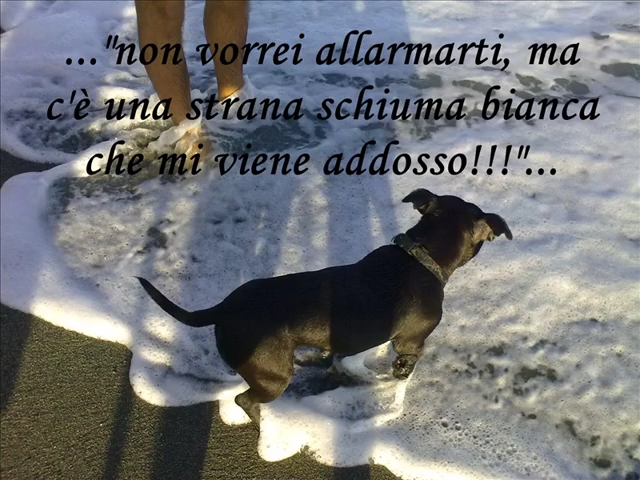 ..."non vorrei allarmarti, ma
c'è una strana schiuma bianca
che mi viene addosso!!!"...